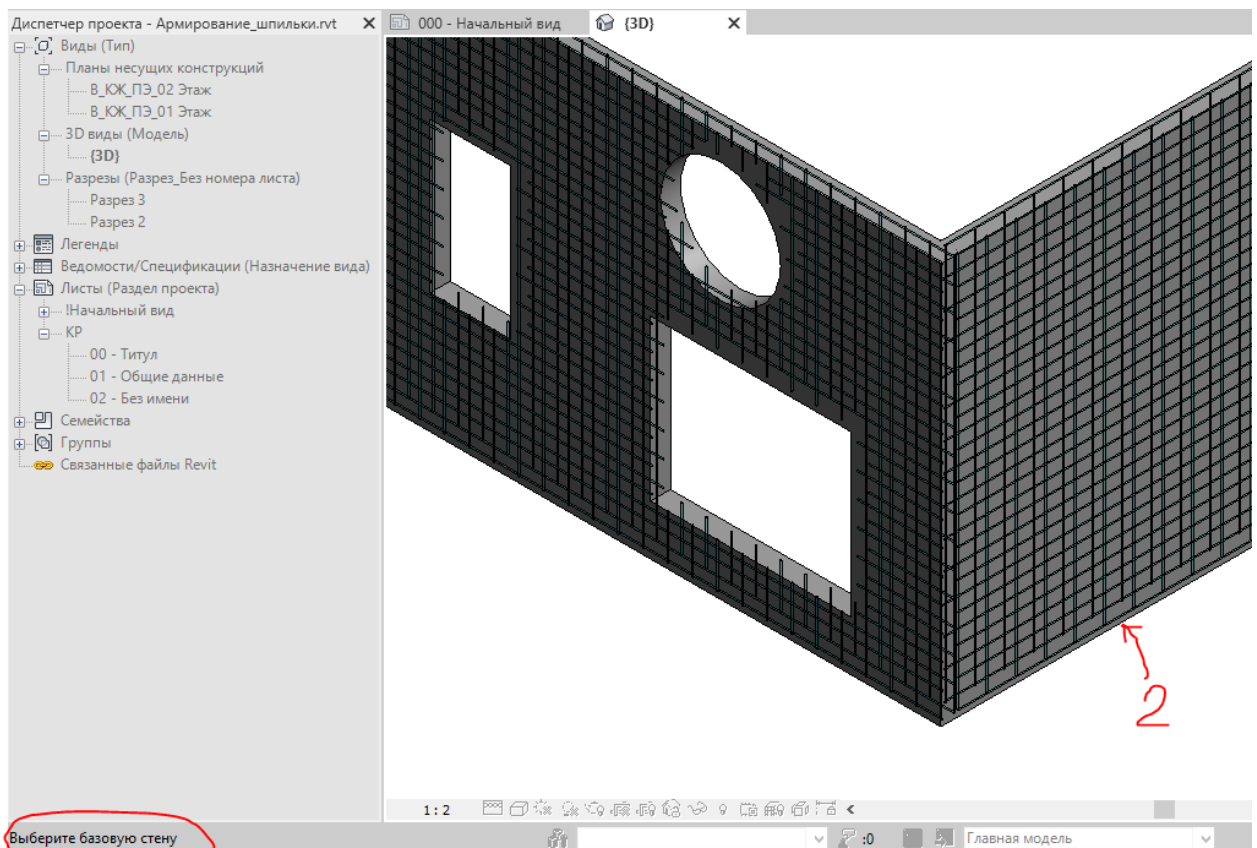 Диспетчер проекта - Армирование_шпильки.rvt
000 - Начальный вид
{3D}
Виды (Тип)
Планы несущих конструкций
В_КЖ_ПЭ_02 Этаж
В_КЖ_ПЭ_01 Этаж
3D виды (Модель)
{3D}
Разрезы (Разрез_Без номера листа)
Разрез 3
Разрез 2
Легенды
Ведомости/Спецификации (Назначение вида)
Листы (Раздел проекта)
!Начальный вид
КР
00 - Титул
01 - Общие данные
02 - Без имени
Семейства
Группы
Связанные файлы Revit
2
1 : 2
Выберите базовую стену
:0
Главная модель